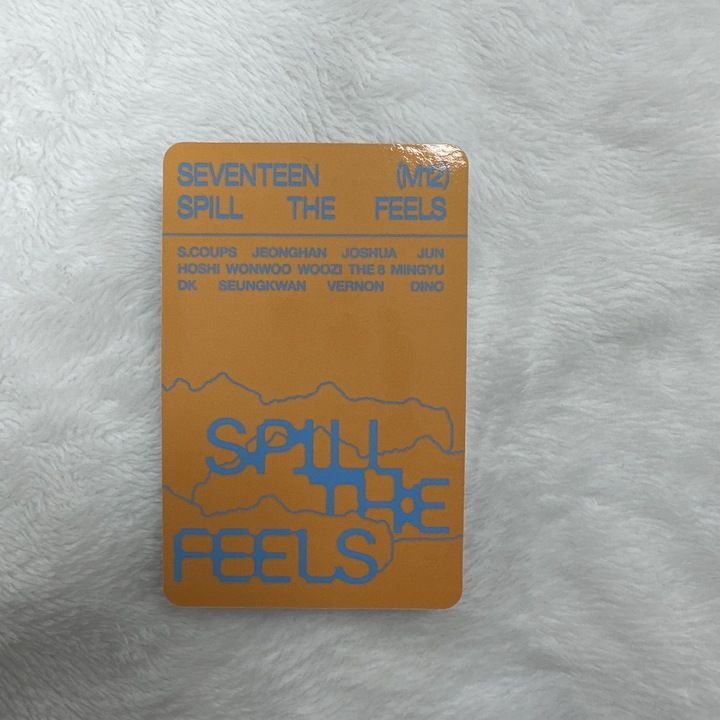 SEVENTEEN (M12)
SPILL THE FEELS
S.COUPS JEONGHAN JOSHUA JUN
HOSHI WONWOO WOOZI THE 8 MINGYU
DK SEUNGKWAN VERNON DINO
SPILL
THE
FEELS